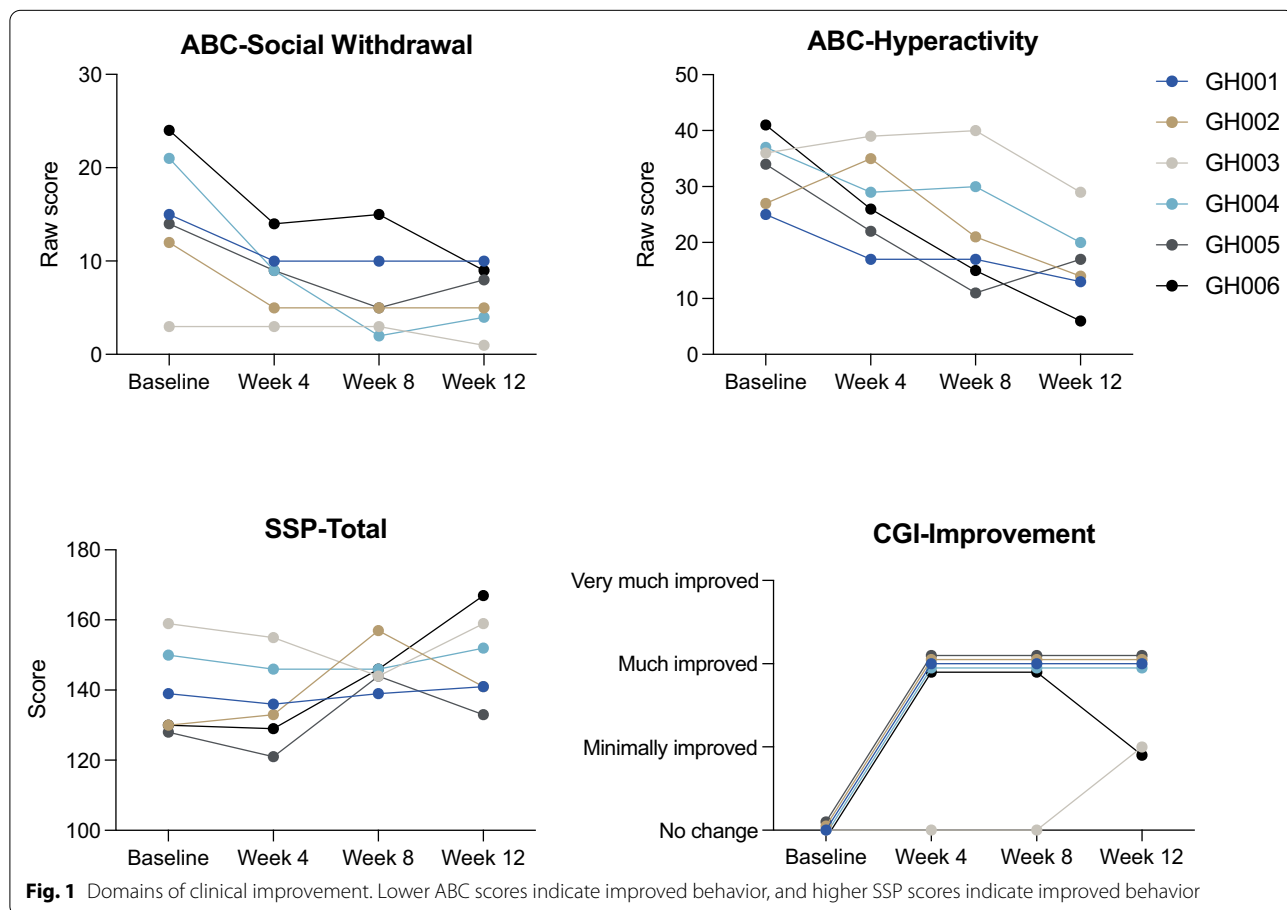 ABC-Social Withdrawal
30
20
10
0
Raw score
Baseline Week 4 Week 8 Week 12
ABC-Hyperactivity
50
40
30
20
10
0
Raw score
Baseline Week 4 Week 8 Week 12
GH001
GH002
GH003
GH004
GH005
GH006
SSP-Total
180
160
140
120
100
Score
Baseline Week 4 Week 8 Week 12
CGI-Improvement
Very much improved
Much improved
Minimally improved
No change
Baseline Week 4 Week 8 Week 12
Fig. 1 Domains of clinical improvement. Lower ABC scores indicate improved behavior, and higher SSP scores indicate improved behavior